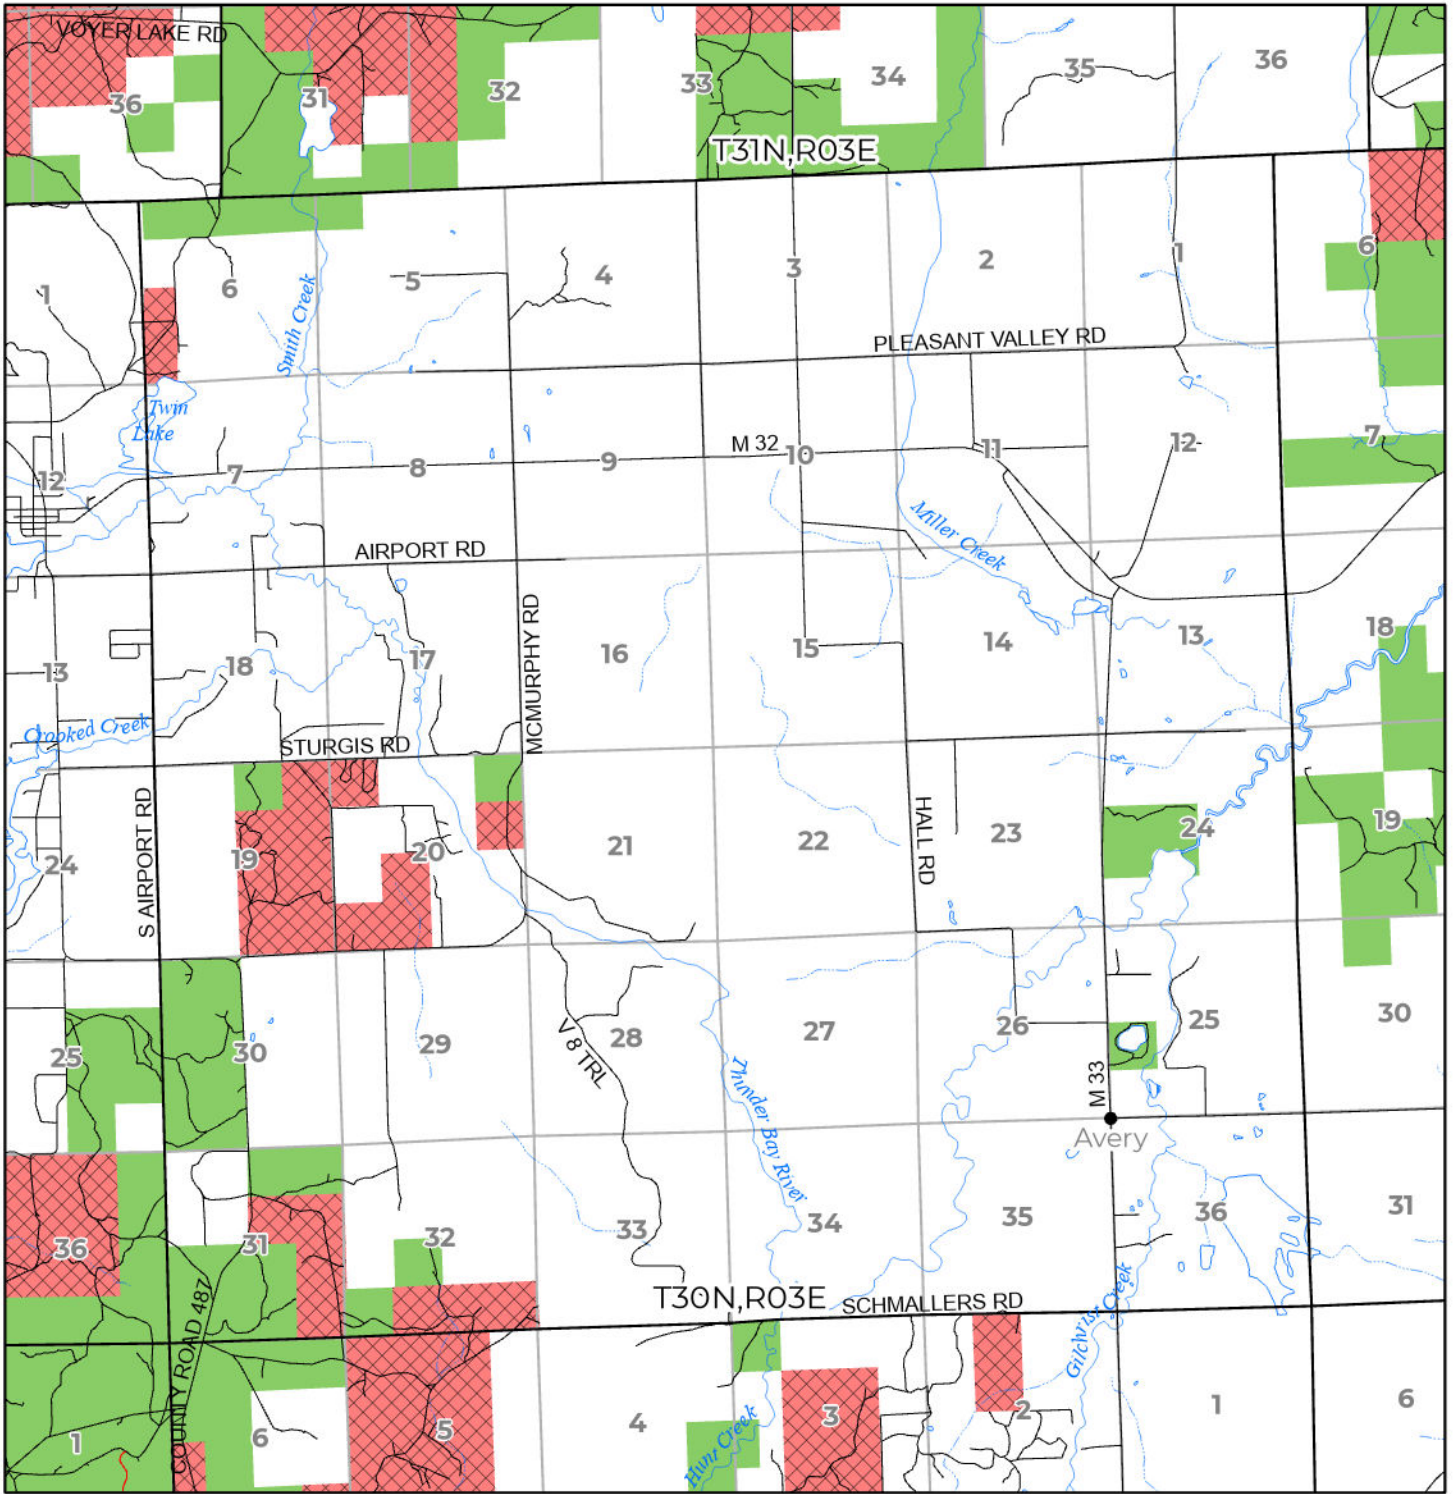 VOYER LAKE RD
36
31
32
33
34
35
36
T31N,R03E
1
6
5
4
3
2
1
6
Smith Creek
PLEASANT VALLEY RD
Twin
Lake
M 32
12
7
8
9
10
11
12
7
Miller Creek
AIRPORT RD
MCMURPHY RD
13
18
17
16
15
14
13
18
Crooked Creek
STURGIS RD
S AIRPORT RD
HALL RD
24
19
20
21
22
23
24
19
25
30
29
28
27
26
25
30
V 8 TRL
Thunder Bay River
M 33
Avery
36
31
32
33
34
35
36
31
T30N,R03E
SCHMALLERS RD
COUNTY ROAD 487
Gilchrist Creek
Hunt Creek
1
6
5
4
3
2
1
6